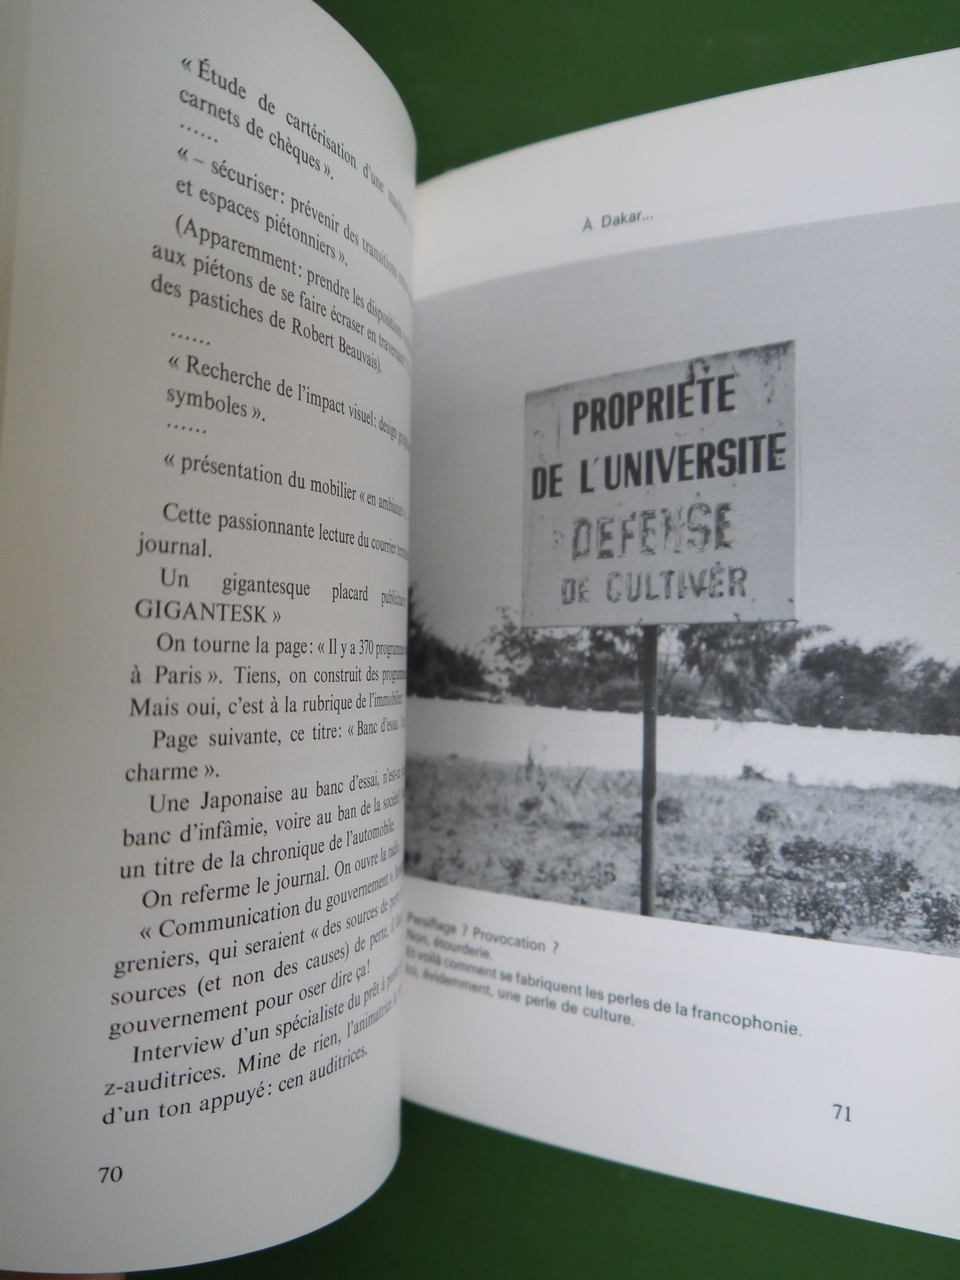 « Étude de cartérisation d'une
carnets de chèques ».
......
« – sécuriser: prévenir des transitions
et espaces piétonniers ».
(Apparemment: prendre les dispositions
aux piétons de se faire écraser en traversant
des pastiches de Robert Beauvais).
......
« Recherche de l'impact visuel: design
symboles ».
......
« présentation du mobilier « en ambiance
Cette passionnante lecture du courrier
journal.
Un gigantesque placard
GIGANTESK »
On tourne la page: « Il y a 370
à Paris ». Tiens, on construit des
Mais oui, c'est à la rubrique de l'immobilier.
Page suivante, ce titre: « Banc d'essai.
charme ».
Une Japonaise au banc d'essai,
banc d'infâmie, voire au ban de la société
un titre de la chronique de l'automobile.
On referme le journal. On ouvre la radio.
« Communication du gouvernement »,
greniers, qui seraient « des sources de
sources (et non des causes) de perte.
gouvernement pour oser dire ça!
Interview d'un spécialiste du prêt à
z-auditrices. Mine de rien, l'animatrice
d'un ton appuyé: cen auditrices.
70
À Dakar...
PROPRIÉTE
DE L'UNIVERSITE
DEFENSE
DE CULTIVER
Persiflage ? Provocation ?
Non, étourderie.
Et voilà comment se fabriquent les perles de la francophonie.
Ici, évidemment, une perle de culture.
71